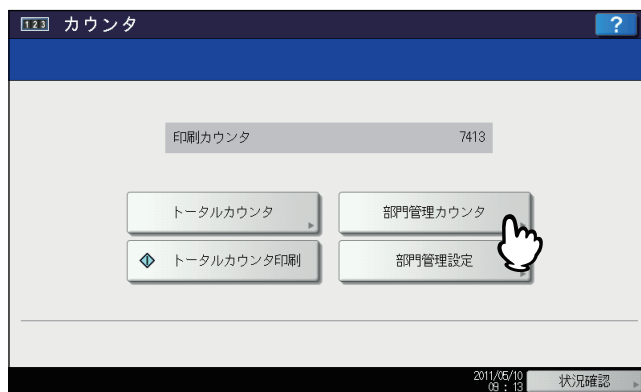 123 カウンタ ?
印刷カウンタ 7413
トータルカウンタ 部門管理カウンタ
トータルカウンタ印刷 部門管理設定
2011/05/10
09 : 13 状況確認